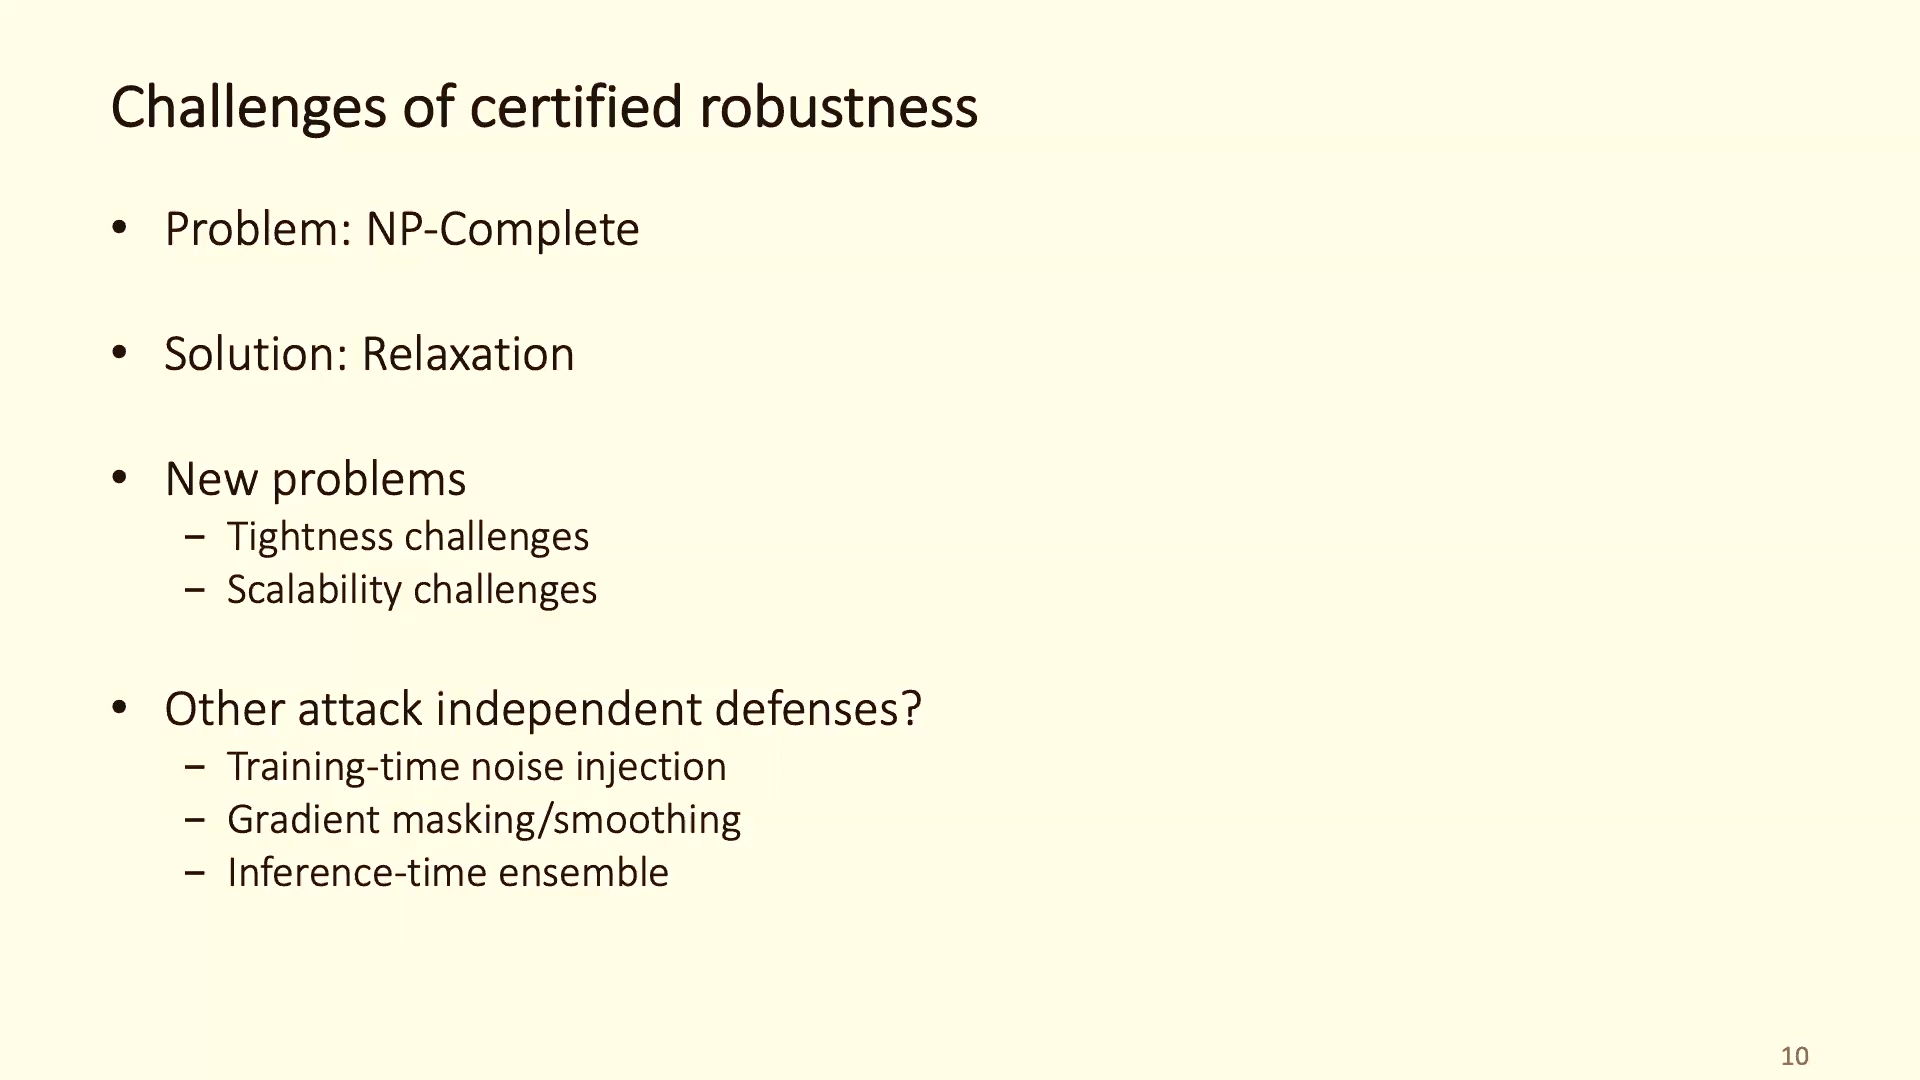 Challenges of certified robustness
• Problem: NP-Complete
• Solution: Relaxation
• New problems
– Tightness challenges
– Scalability challenges
• Other attack independent defenses?
– Training-time noise injection
– Gradient masking/smoothing
– Inference-time ensemble
10